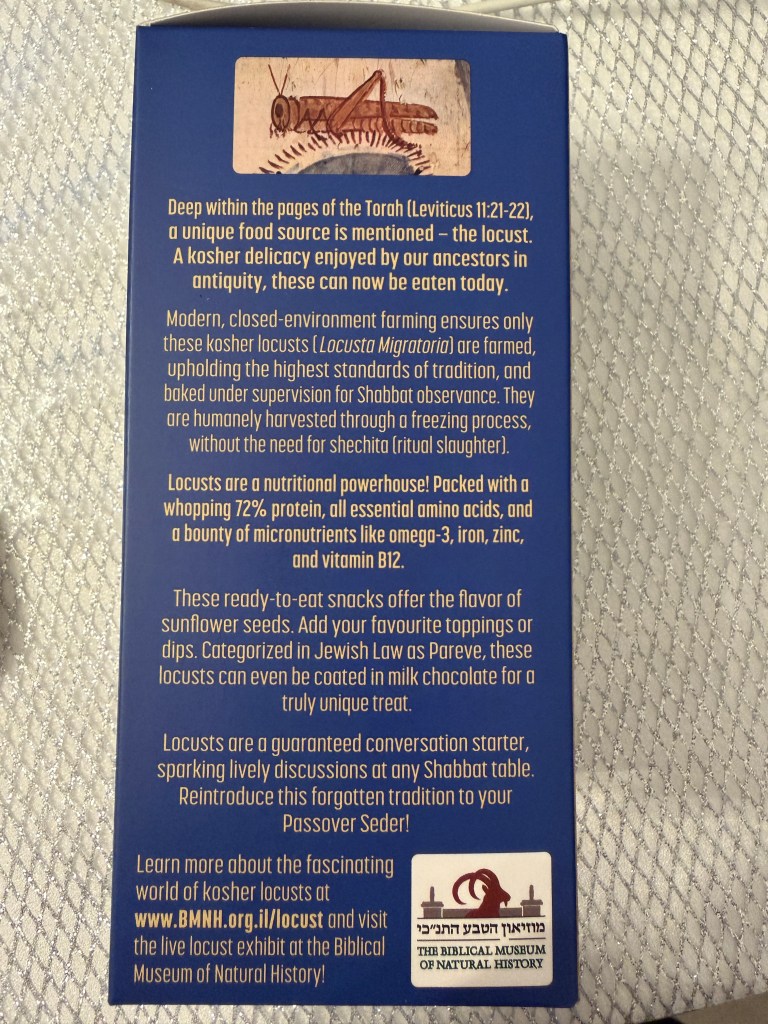 Deep within the pages of the Torah (Leviticus 11:21-22),
a unique food source is mentioned – the locust.
A kosher delicacy enjoyed by our ancestors in
antiquity, these can now be eaten today.
Modern, closed-environment farming ensures only
these kosher locusts (Locusta Migratoria) are farmed,
upholding the highest standards of tradition, and
baked under supervision for Shabbat observance. They
are humanely harvested through a freezing process,
without the need for shechita (ritual slaughter).
Locusts are a nutritional powerhouse! Packed with a
whopping 72% protein, all essential amino acids, and
a bounty of micronutrients like omega-3, iron, zinc,
and vitamin B12.
These ready-to-eat snacks offer the flavor of
sunflower seeds. Add your favourite toppings or
dips. Categorized in Jewish Law as Pareve, these
locusts can even be coated in milk chocolate for a
truly unique treat.
Locusts are a guaranteed conversation starter,
sparking lively discussions at any Shabbat table.
Reintroduce this forgotten tradition to your
Passover Seder!
Learn more about the fascinating
world of kosher locusts at
www.BMNH.org.il/locust and visit
the live locust exhibit at the Biblical
Museum of Natural History!
מוזיאון הטבע התנ״כי
THE BIBLICAL MUSEUM
OF NATURAL HISTORY